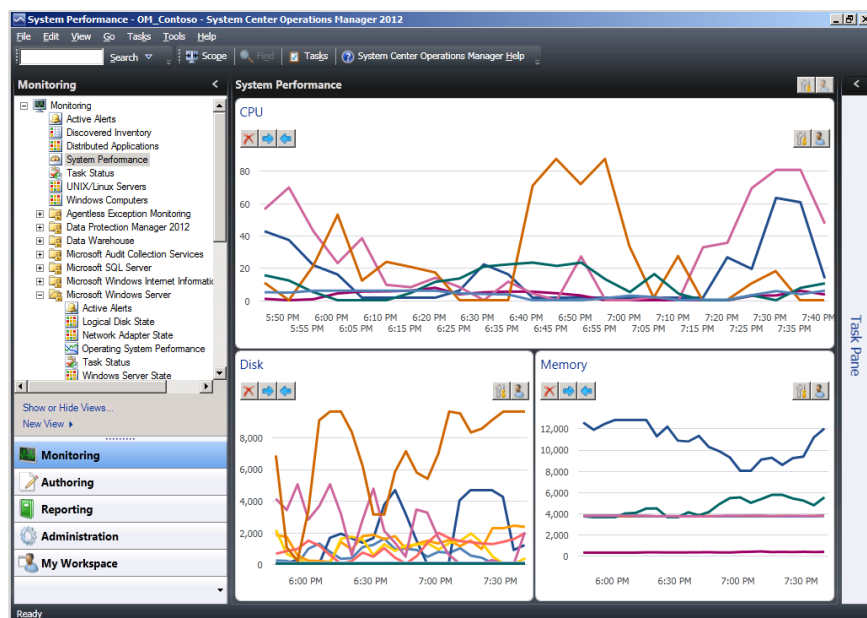 System Performance - OM_Contoso - System Center Operations Manager 2012
File Edit View Go Tasks Tools Help
Search Scope Find Tasks System Center Operations Manager Help
Monitoring
Monitoring
Active Alerts
Discovered Inventory
Distributed Applications
System Performance
Task Status
UNIX/Linux Servers
Windows Computers
Agentless Exception Monitoring
Data Protection Manager 2012
Data Warehouse
Microsoft Audit Collection Services
Microsoft SQL Server
Microsoft Windows Internet Informatic
Microsoft Windows Server
Active Alerts
Logical Disk State
Network Adapter State
Operating System Performance
Task Status
Windows Server State
Show or Hide Views...
New View
Monitoring
Authoring
Reporting
Administration
My Workspace
System Performance
CPU
80
60
40
20
0
5:50 PM 6:00 PM 6:10 PM 6:20 PM 6:30 PM 6:40 PM 6:50 PM 7:00 PM 7:10 PM 7:20 PM 7:30 PM 7:40 PM
5:55 PM 6:05 PM 6:15 PM 6:25 PM 6:35 PM 6:45 PM 6:55 PM 7:05 PM 7:15 PM 7:25 PM 7:35 PM
Disk
8,000
6,000
4,000
2,000
0
6:00 PM 6:30 PM 7:00 PM 7:30 PM
Memory
12,000
10,000
8,000
6,000
4,000
2,000
0
6:00 PM 6:30 PM 7:00 PM 7:30 PM
Task Pane
Ready